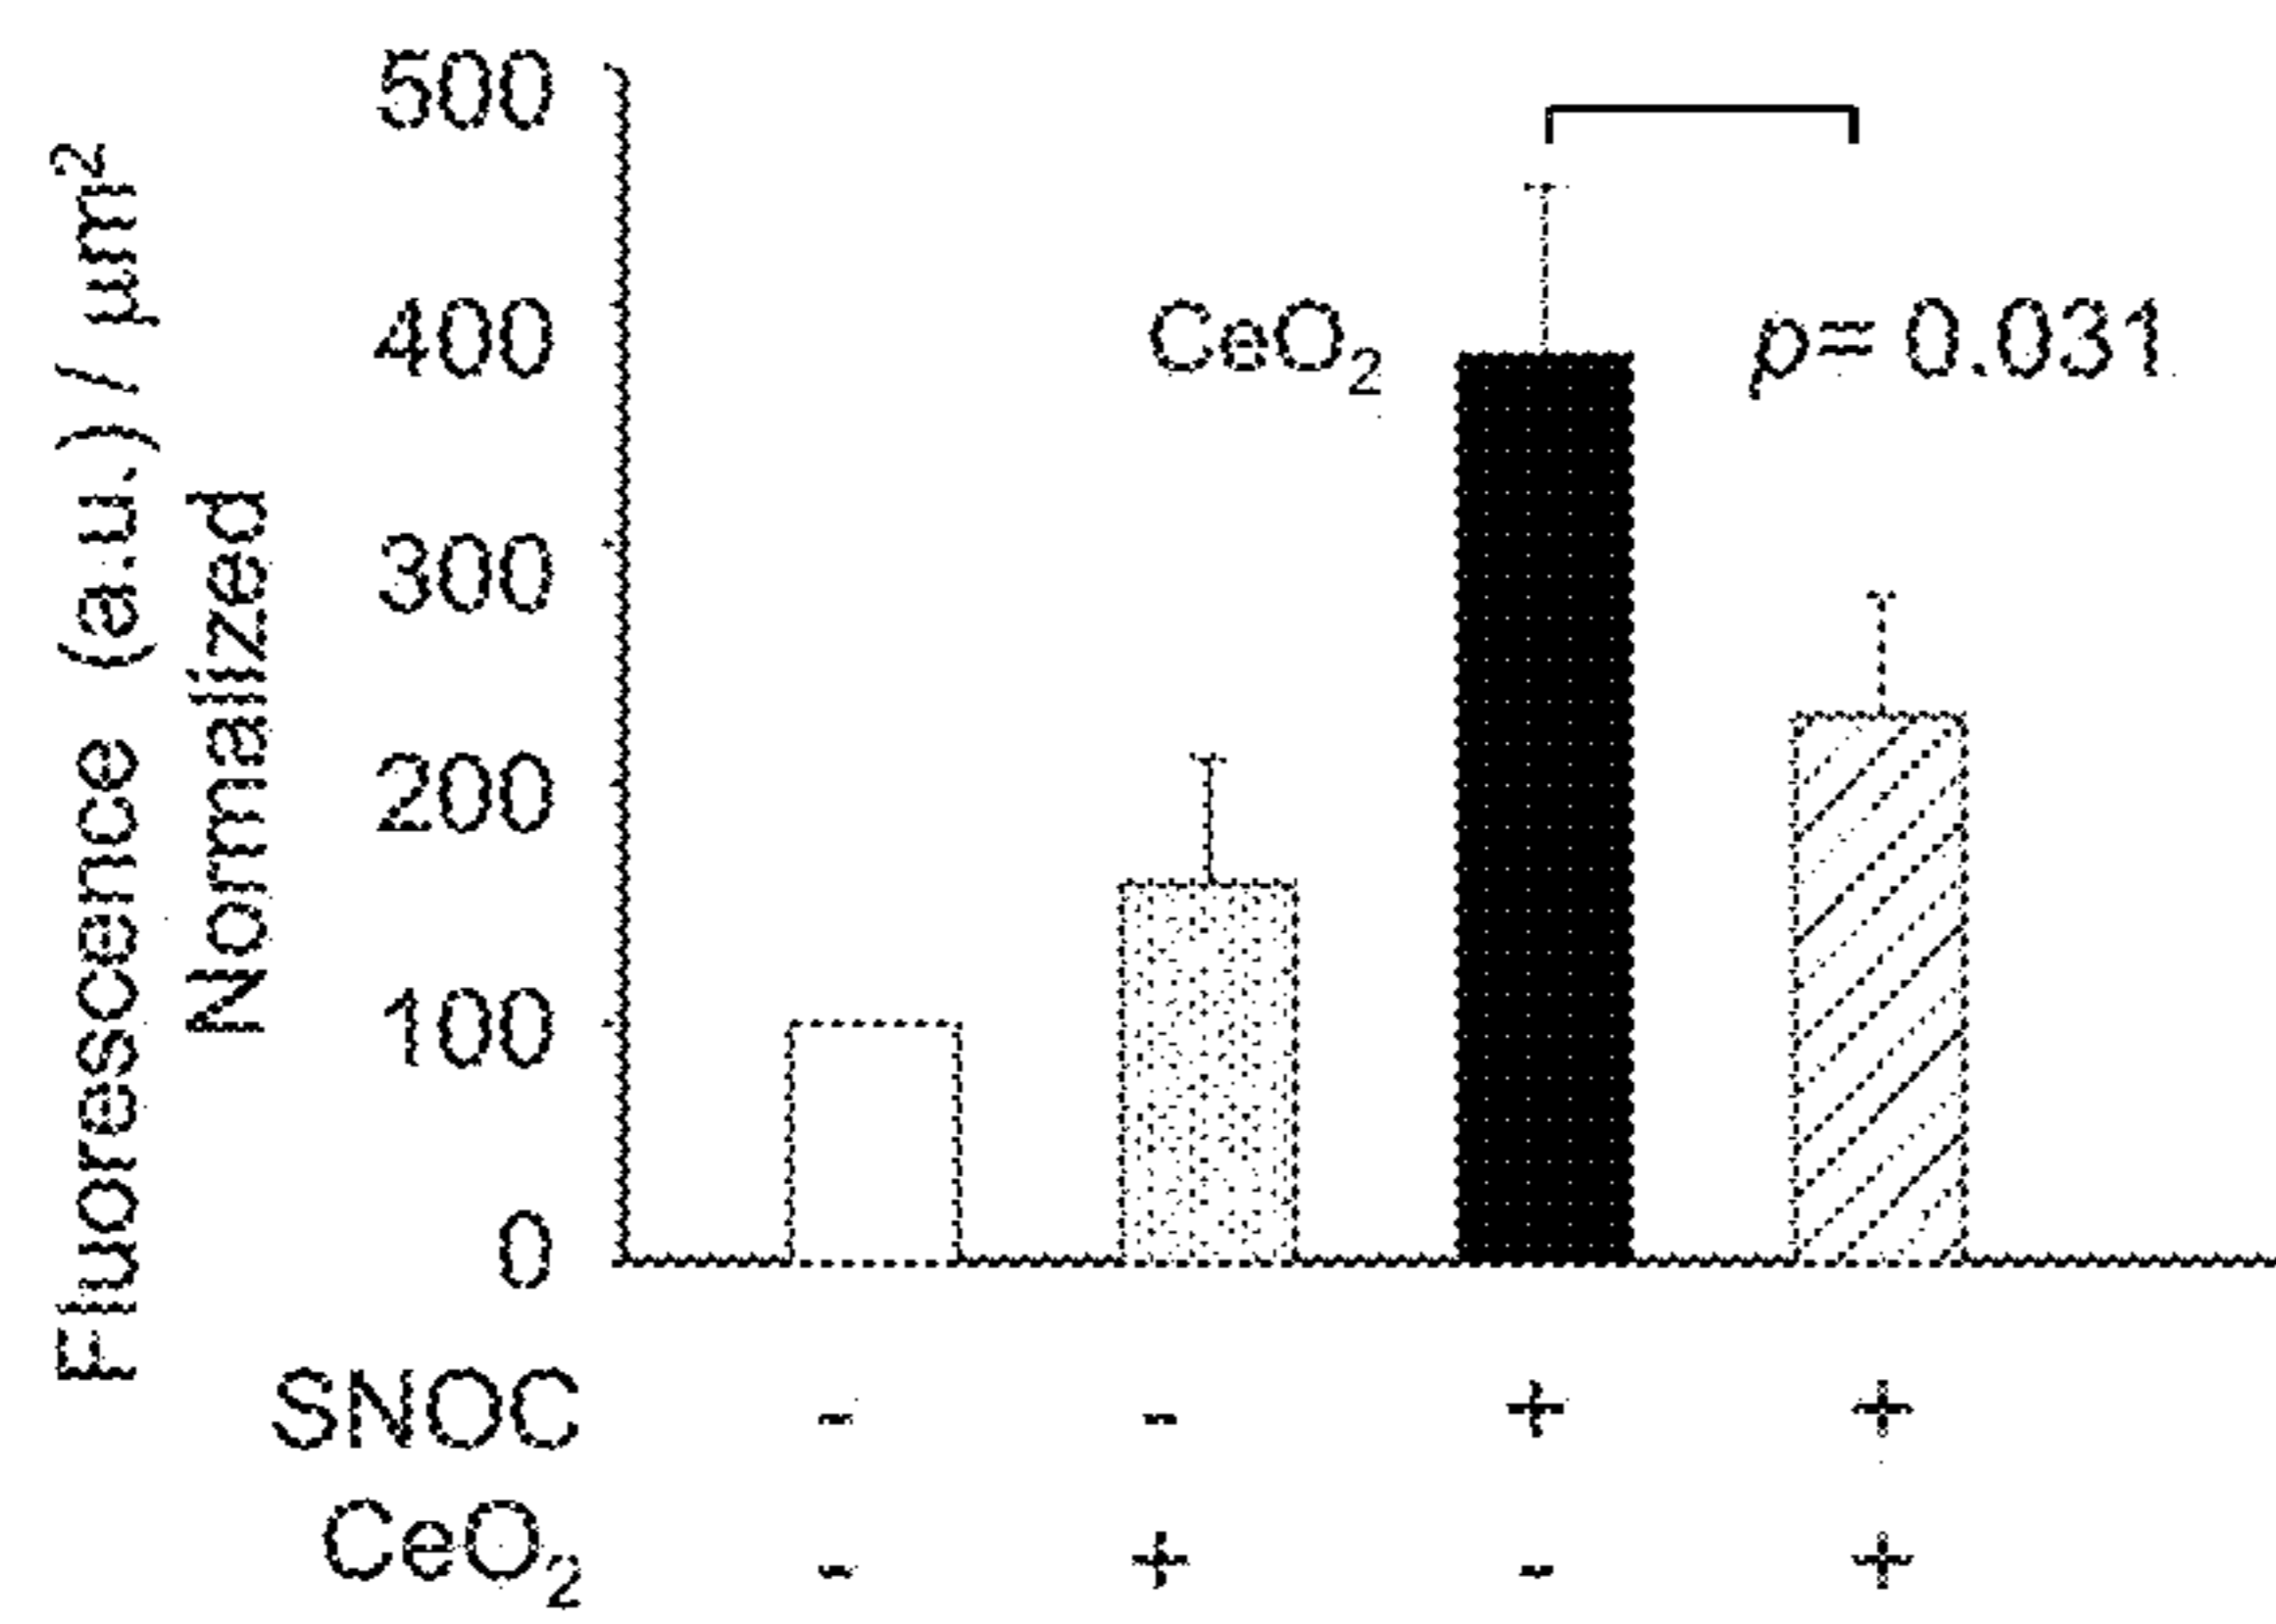 Fluorescence (a.u.) / µm²
Normalized
500
400
300
200
100
0
CeO₂
p= 0.031
SNOC - - + +
CeO₂ - + - +